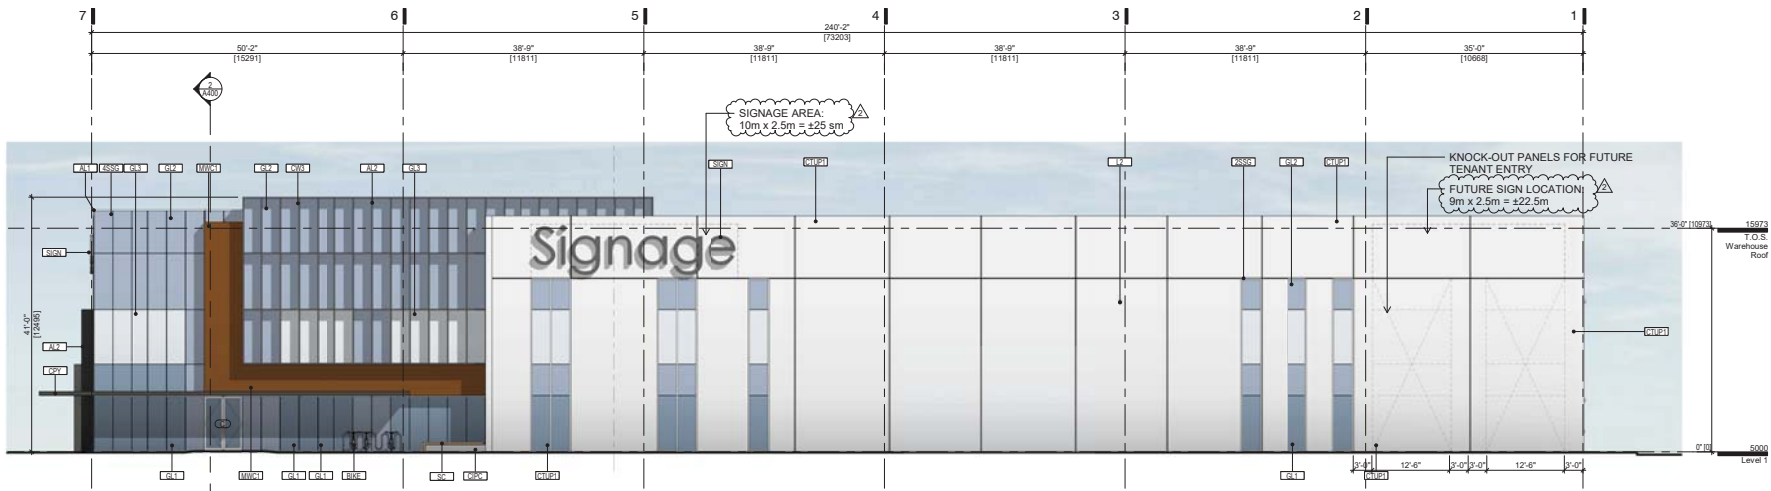 7 6 5 4 3 2 1
240'-2"
[73203]
50'-2" 38'-9" 38'-9" 38'-9" 38'-9" 35'-0"
[15291] [11811] [11811] [11811] [11811] [10668]
2
A400
SIGNAGE AREA:
10m x 2.5m = ±25 sm
2
AL1 4SSG GL3 GL2 MWC1 GL2 CW3 AL2 GL3 SIGN CTUP1 L2 2SSG GL2 CTUP1
KNOCK-OUT PANELS FOR FUTURE
TENANT ENTRY
FUTURE SIGN LOCATION:
9m x 2.5m = ±22.5m
2
36'-0" [10973] 15973
T.O.S.
Warehouse
Roof
SIGN
Signage
41'-0"
[12495]
CTUP1
AL2
CPY
0" [0] 5000
Level 1
3'-0" 12'-6" 3'-0" 3'-0" 12'-6" 3'-0"
GL1 MWC1 GL1 GL1 BIKE SC CIPC CTUP1 GL1 CTUP1